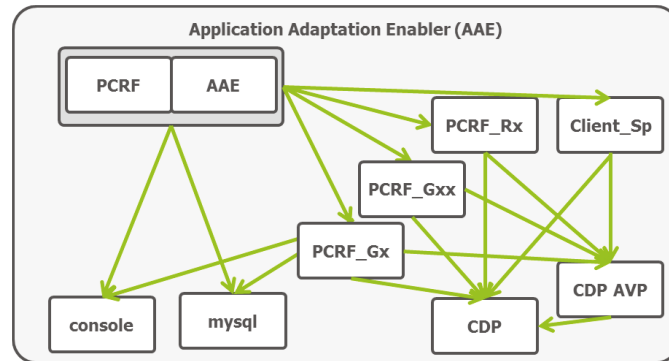 Application Adaptation Enabler (AAE)
PCRF
AAE
PCRF_Rx
Client_Sp
PCRF_Gxx
PCRF_Gx
CDP AVP
console
mysql
CDP